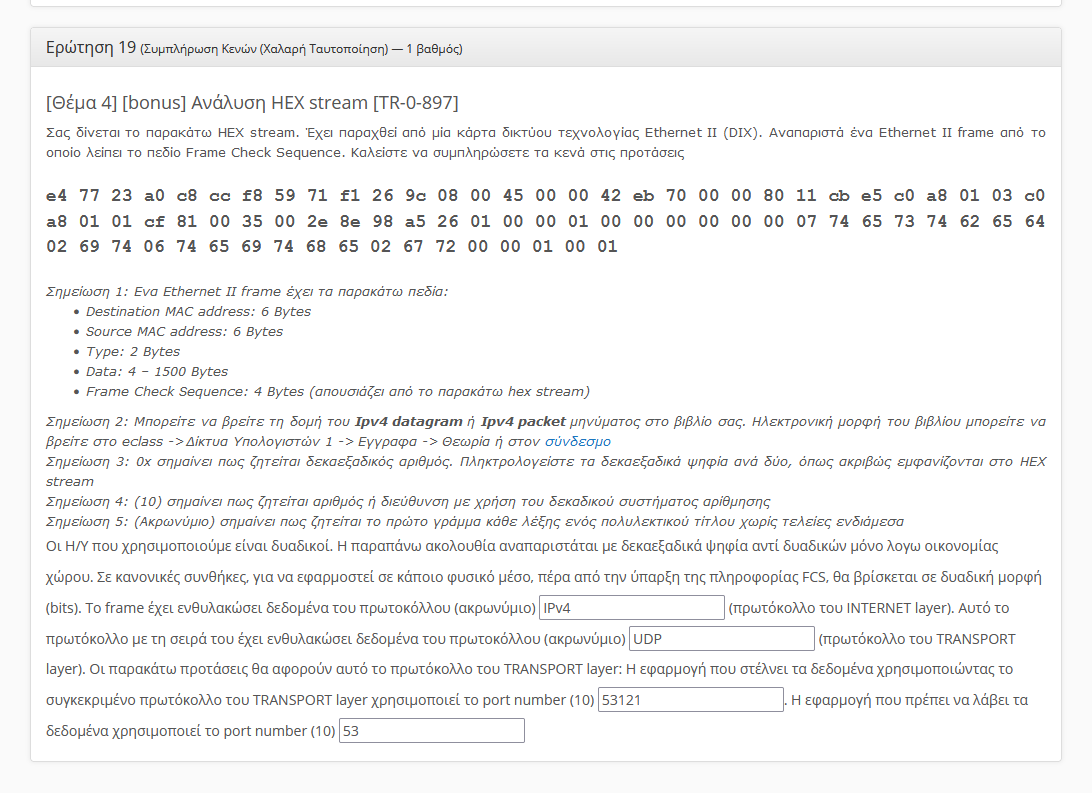 Ερώτηση 19 (Συμπλήρωση Κενών (Χαλαρή Ταυτοποίηση) — 1 βαθμός)
[Θέμα 4] [bonus] Ανάλυση HEX stream [TR-0-897]
Σας δίνεται το παρακάτω HEX stream. Έχει παραχθεί από μία κάρτα δικτύου τεχνολογίας Ethernet II (DIX). Αναπαριστά ένα Ethernet II frame από το
οποίο λείπει το πεδίο Frame Check Sequence. Καλείστε να συμπληρώσετε τα κενά στις προτάσεις
e4 77 23 a0 c8 cc f8 59 71 f1 26 9c 08 00 45 00 00 42 eb 70 00 00 80 11 cb e5 c0 a8 01 03 c0
a8 01 01 cf 81 00 35 00 2e 8e 98 a5 26 01 00 00 01 00 00 00 00 00 00 07 74 65 73 74 62 65 64
02 69 74 06 74 65 69 74 68 65 02 67 72 00 00 01 00 01
Σημείωση 1: Ενα Ethernet II frame έχει τα παρακάτω πεδία:
• Destination MAC address: 6 Bytes
• Source MAC address: 6 Bytes
• Type: 2 Bytes
• Data: 4 – 1500 Bytes
• Frame Check Sequence: 4 Bytes (απουσιάζει από το παρακάτω hex stream)
Σημείωση 2: Μπορείτε να βρείτε τη δομή του Ipv4 datagram ή Ipv4 packet μηνύματος στο βιβλίο σας. Ηλεκτρονική μορφή του βιβλίου μπορείτε να
βρείτε στο eclass ->Δίκτυα Υπολογιστών 1 -> Εγγραφα -> Θεωρία ή στον σύνδεσμο
Σημείωση 3: 0x σημαίνει πως ζητείται δεκαεξαδικός αριθμός. Πληκτρολογείστε τα δεκαεξαδικά ψηφία ανά δύο, όπως ακριβώς εμφανίζονται στο HEX
stream
Σημείωση 4: (10) σημαίνει πως ζητείται αριθμός ή διεύθυνση με χρήση του δεκαδικού συστήματος αρίθμησης
Σημείωση 5: (Ακρωνύμιο) σημαίνει πως ζητείται το πρώτο γράμμα κάθε λέξης ενός πολυλεκτικού τίτλου χωρίς τελείες ενδιάμεσα
Οι Η/Υ που χρησιμοποιούμε είναι δυαδικοί. Η παραπάνω ακολουθία αναπαριστάται με δεκαεξαδικά ψηφία αντί δυαδικών μόνο λογω οικονομίας
χώρου. Σε κανονικές συνθήκες, για να εφαρμοστεί σε κάποιο φυσικό μέσο, πέρα από την ύπαρξη της πληροφορίας FCS, θα βρίσκεται σε δυαδική μορφή
(bits). Το frame έχει ενθυλακώσει δεδομένα του πρωτοκόλλου (ακρωνύμιο) IPv4 (πρωτόκολλο του INTERNET layer). Αυτό το
πρωτόκολλο με τη σειρά του έχει ενθυλακώσει δεδομένα του πρωτοκόλλου (ακρωνύμιο) UDP (πρωτόκολλο του TRANSPORT
layer). Οι παρακάτω προτάσεις θα αφορούν αυτό το πρωτόκολλο του TRANSPORT layer: Η εφαρμογή που στέλνει τα δεδομένα χρησιμοποιώντας το
συγκεκριμένο πρωτόκολλο του TRANSPORT layer χρησιμοποιεί το port number (10) 53121. Η εφαρμογή που πρέπει να λάβει τα
δεδομένα χρησιμοποιεί το port number (10) 53